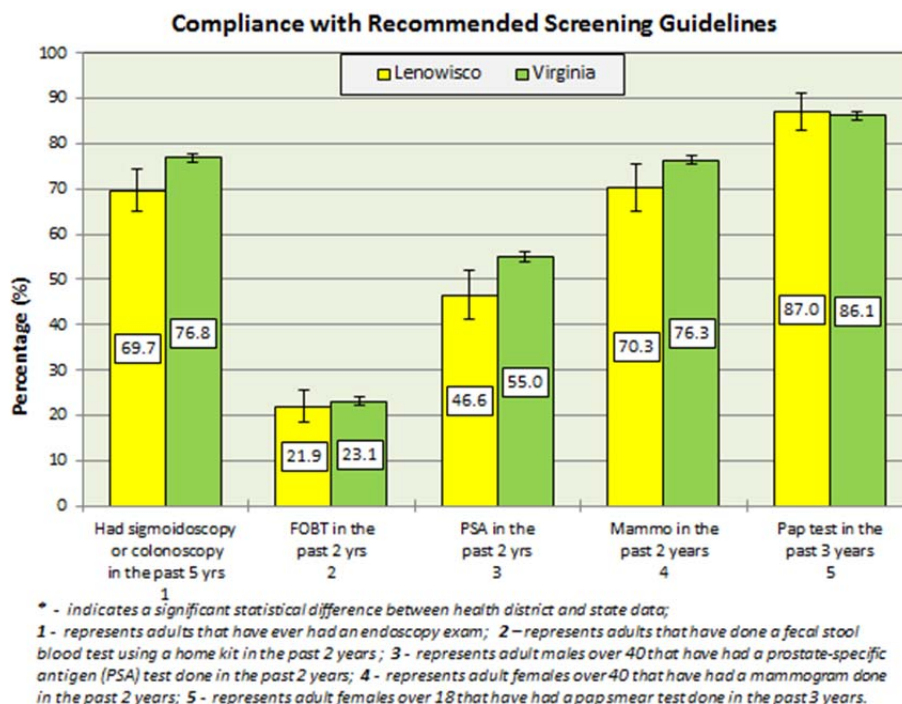 Compliance with Recommended Screening Guidelines
Lenowisco Virginia
Percentage (%)
100
90
80
70
60
50
40
30
20
10
0
69.7 76.8 21.9 23.1 46.6 55.0 70.3 76.3 87.0 86.1
Had sigmoidoscopy
or colonoscopy
in the past 5 yrs
1
FOBT in the
past 2 yrs
2
PSA in the
past 2 yrs
3
Mammo in the
past 2 years
4
Pap test in the
past 3 years
5
* - indicates a significant statistical difference between health district and state data;
1 - represents adults that have ever had an endoscopy exam; 2 – represents adults that have done a fecal stool
blood test using a home kit in the past 2 years ; 3 - represents adult males over 40 that have had a prostate-specific
antigen (PSA) test done in the past 2 years; 4 - represents adult females over 40 that have had a mammogram done
in the past 2 years; 5 - represents adult females over 18 that have had a pap smear test done in the past 3 years.